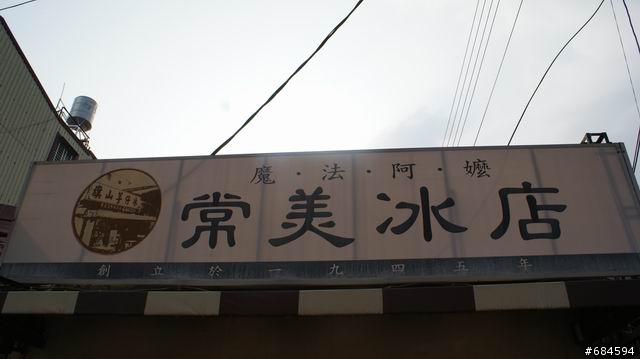 魔・法・阿・嬤
常美冰店
創立於一九四五年
#684594